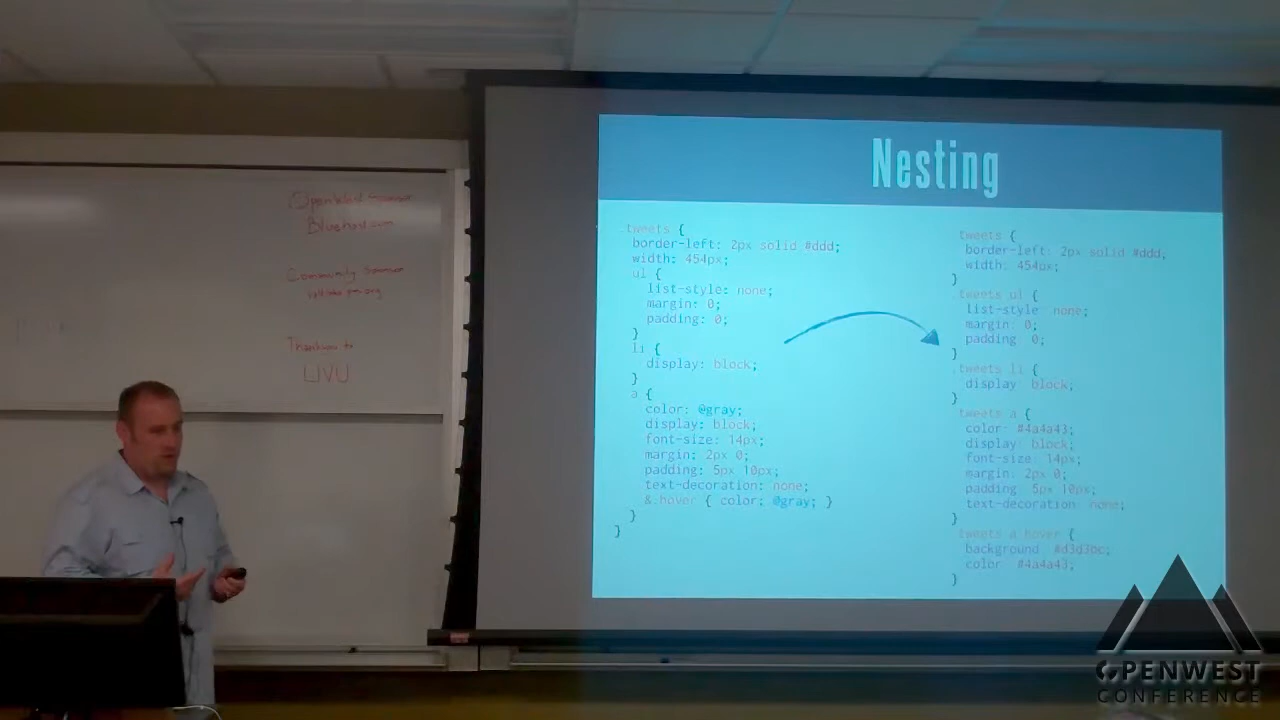 Nesting
.tweets {
border-left: 2px solid #ddd;
width: 454px;
ul {
list-style: none;
margin: 0;
padding: 0;
}
li {
display: block;
}
a {
color: @gray;
display: block;
font-size: 14px;
margin: 2px 0;
padding: 5px 10px;
text-decoration: none;
&:hover { color: @gray; }
}
}
.tweets {
border-left: 2px solid #ddd;
width: 454px;
}
.tweets ul {
list-style: none;
margin: 0;
padding: 0;
}
.tweets li {
display: block;
}
.tweets a {
color: #4a4a43;
display: block;
font-size: 14px;
margin: 2px 0;
padding: 5px 10px;
text-decoration: none;
}
.tweets a:hover {
background: #d3d3bc;
color: #4a4a43;
}
Community
Thank you to
UVU
OPENWEST
CONFERENCE